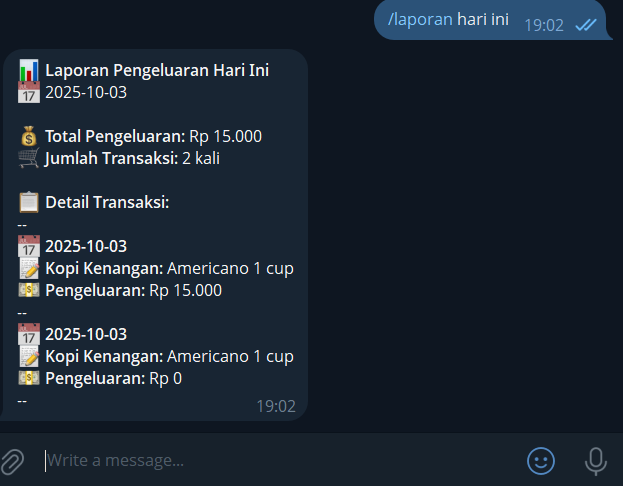 /laporan hari ini 19:02
Laporan Pengeluaran Hari Ini
2025-10-03
Total Pengeluaran: Rp 15.000
Jumlah Transaksi: 2 kali
Detail Transaksi:
--
2025-10-03
Kopi Kenangan: Americano 1 cup
Pengeluaran: Rp 15.000
--
2025-10-03
Kopi Kenangan: Americano 1 cup
Pengeluaran: Rp 0
--
19:02
Write a message...